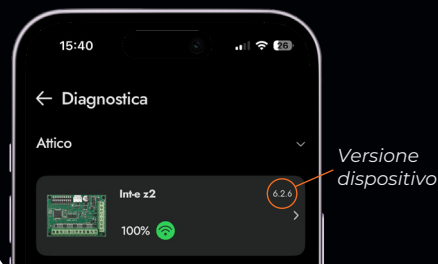 15:40
26
← Diagnostica
Attico
Int-e z2
6.2.6
100%
Versione
dispositivo